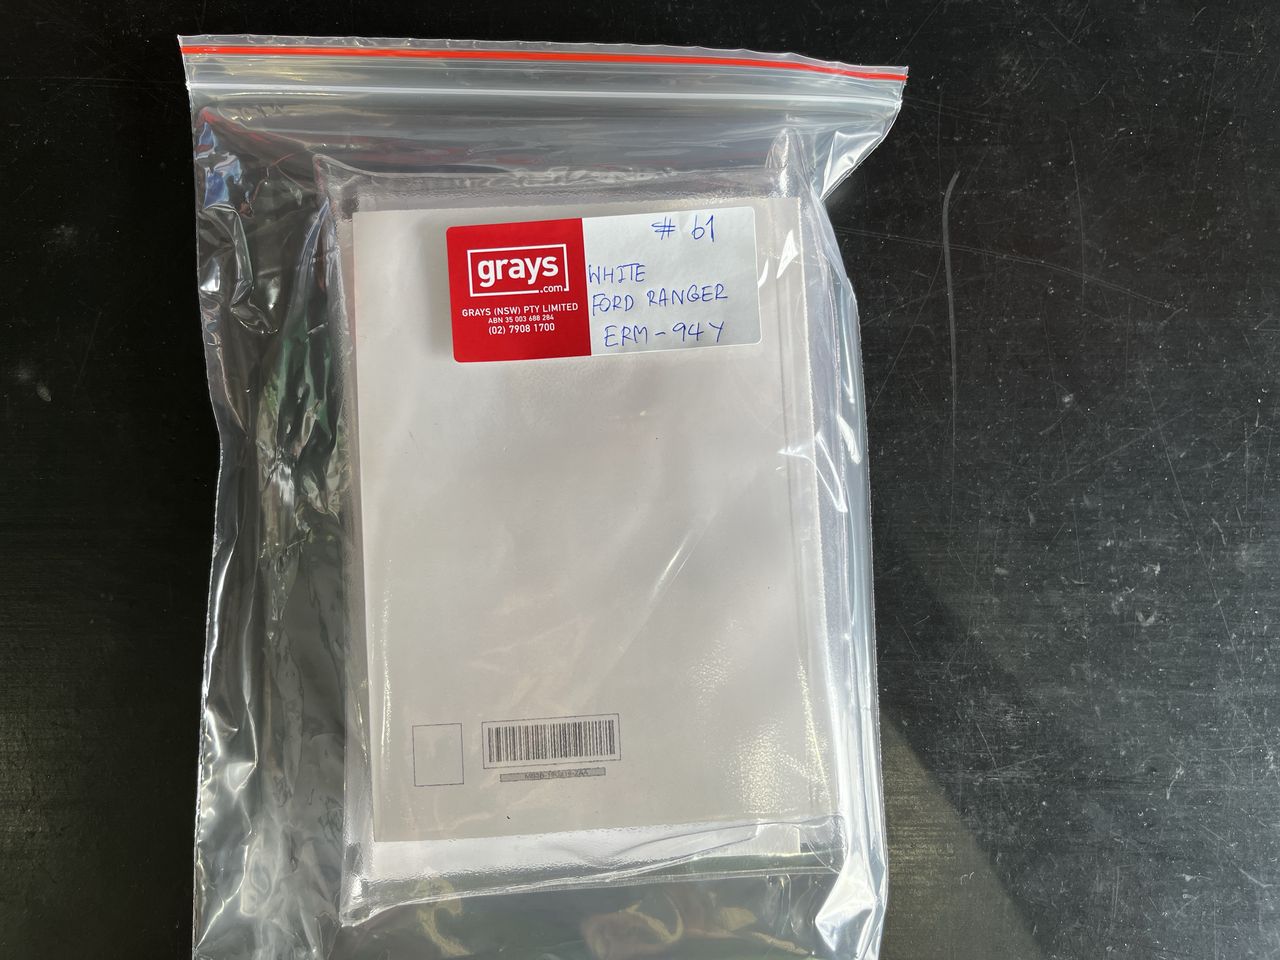 # 61
grays
.com
GRAYS (NSW) PTY LIMITED
ABN 35 003 688 284
(02) 7908 1700
WHITE
FORD RANGER
ERM-94Y